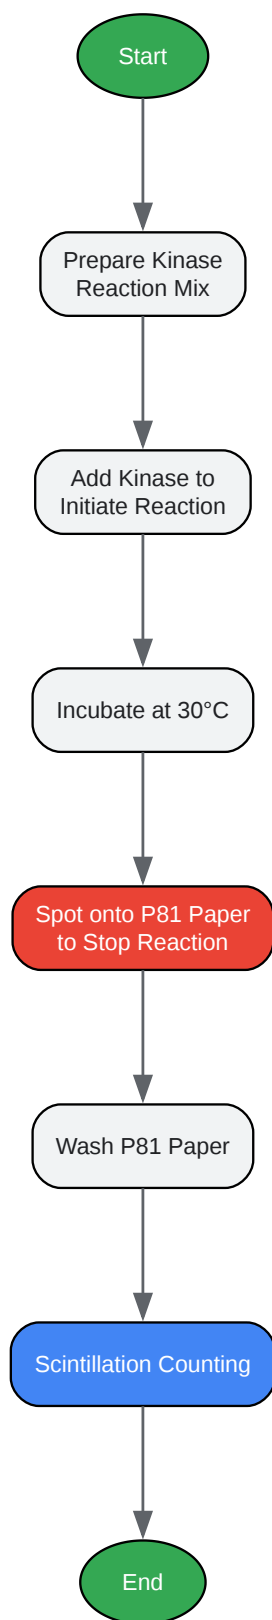 Start
Prepare Kinase
Reaction Mix
Add Kinase to
Initiate Reaction
Incubate at 30°C
Spot onto P81 Paper
to Stop Reaction
Wash P81 Paper
Scintillation Counting
End